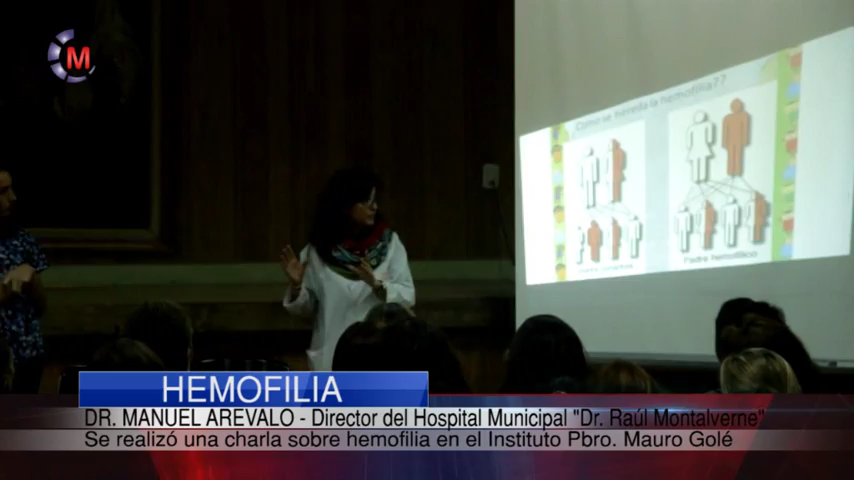 M
Como se hereda la hemofilia??
Padre hemofílico
HEMOFILIA
DR. MANUEL AREVALO - Director del Hospital Municipal "Dr. Raúl Montalverne"
Se realizó una charla sobre hemofilia en el Instituto Pbro. Mauro Golé